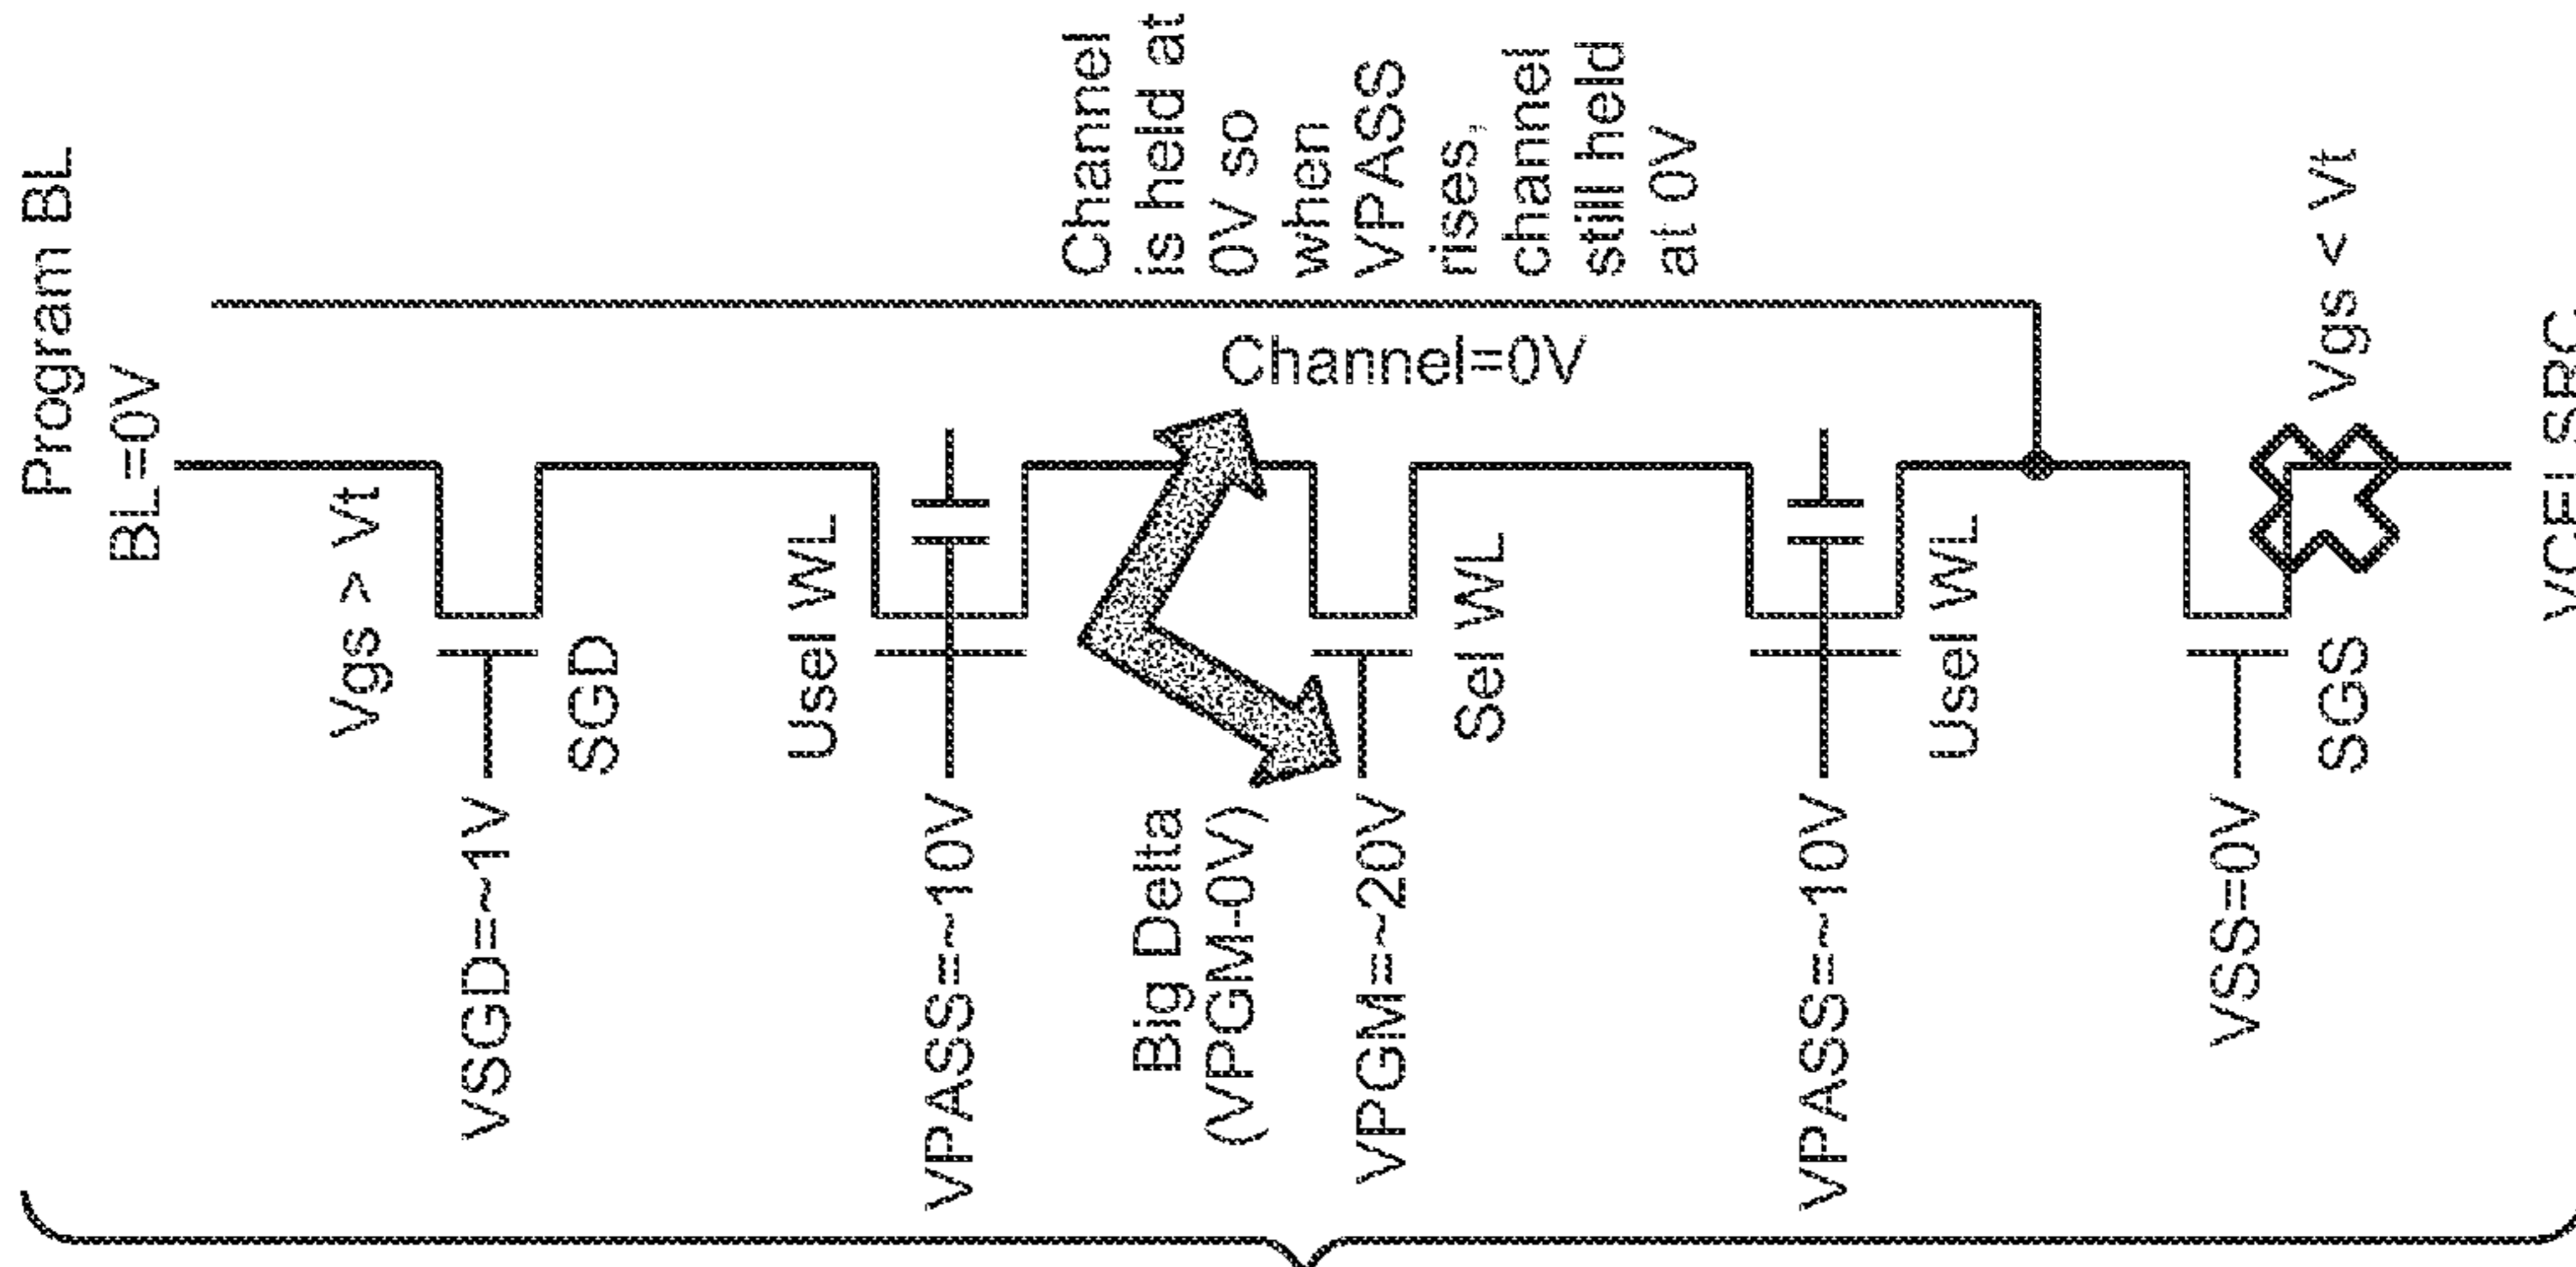 Program BL
BL=0V
Vgs > Vt
VSGD=~1V
SGD
Usel WL
VPASS=~10V
Channel
is held at
0V so
when
VPASS
rises,
channel
still held
at 0V
Channel=0V
Big Delta
(VPGM-0V)
VPGM=~20V
Sel WL
VPASS=~10V
Usel WL
VSS=0V
SGS
Vgs < Vt